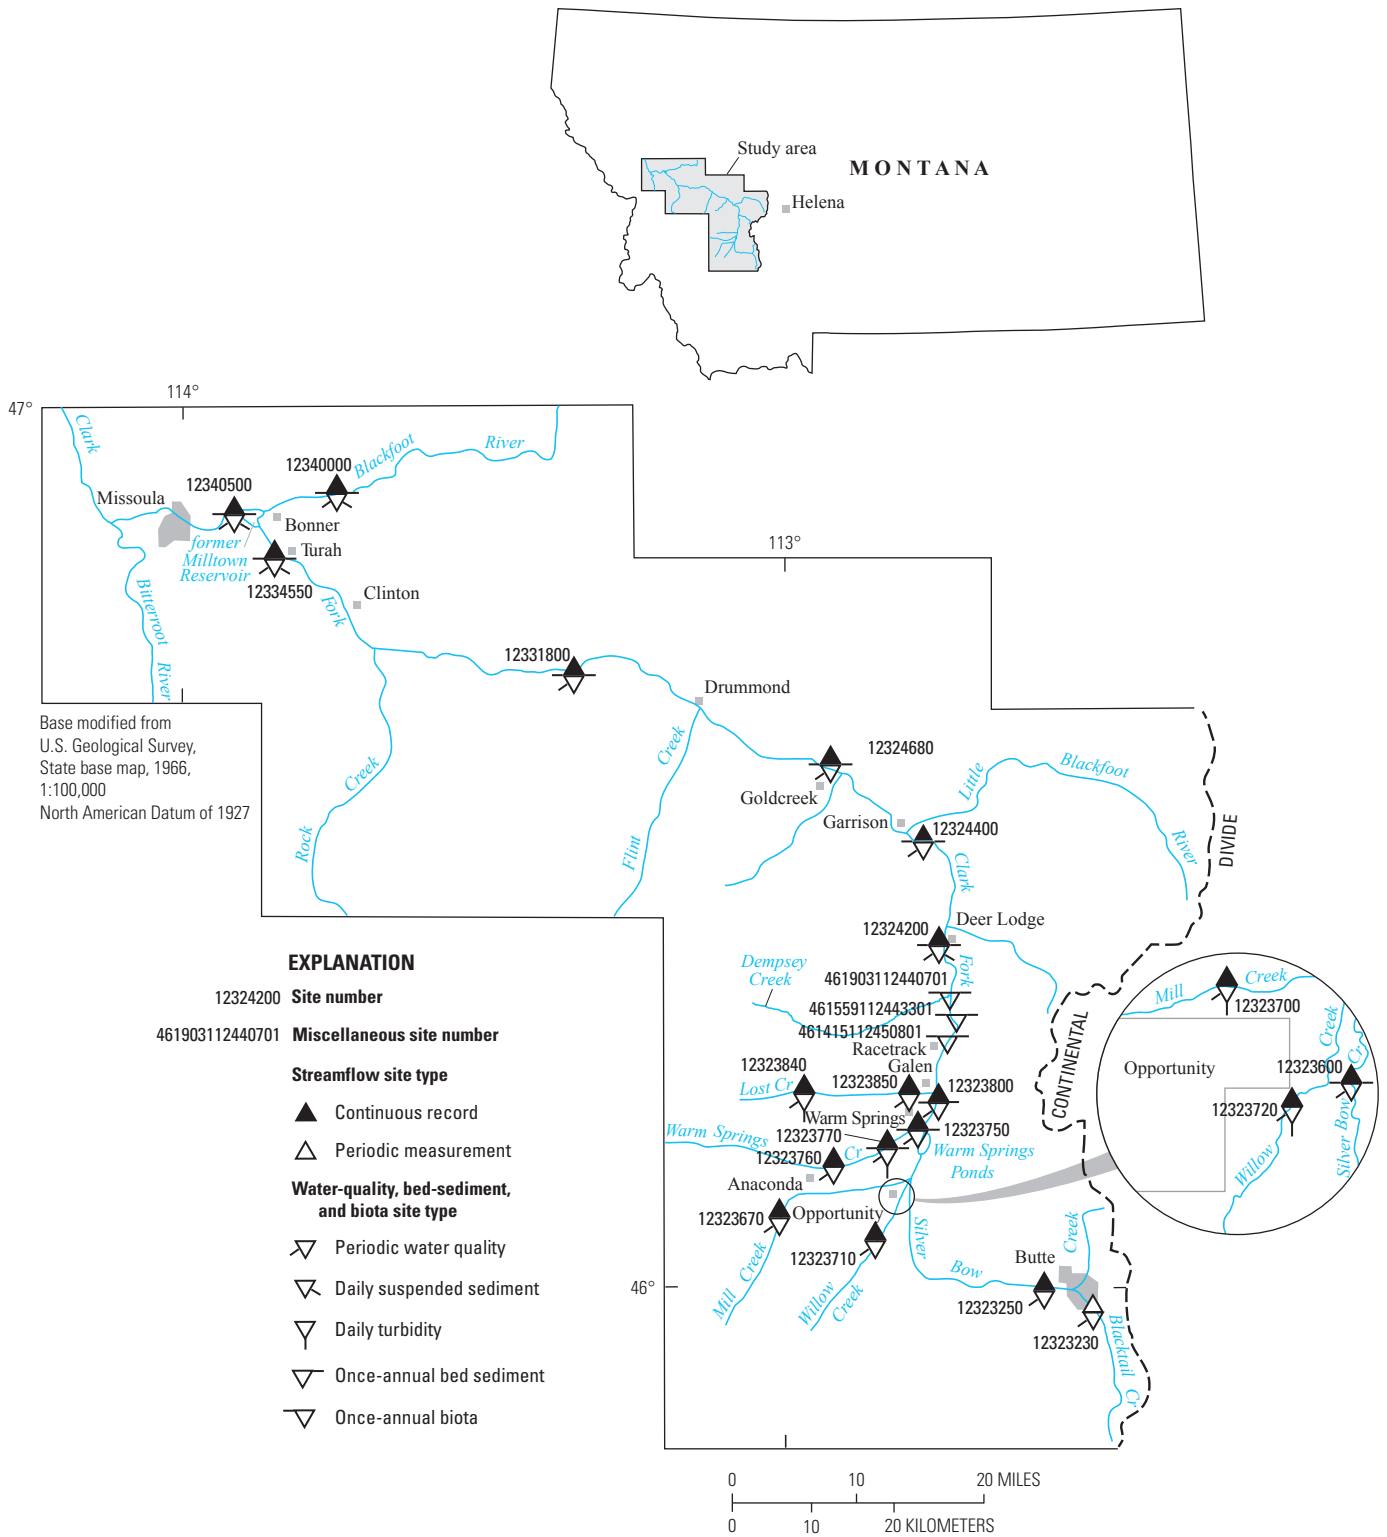 Study area
MONTANA
Helena
114°
47°
Clark
Blackfoot
River
12340000
12340500
Missoula
Bonner
former
Milltown
Reservoir
Turah
12334550
Clinton
Fork
Bitterroot
River
113°
12331800
Drummond
Base modified from
U.S. Geological Survey,
State base map, 1966,
1:100,000
North American Datum of 1927
Rock
Creek
Flint
Creek
12324680
Goldcreek
Garrison
12324400
Little
Blackfoot
River
DIVIDE
Clark
Deer Lodge
12324200
Fork
Dempsey
Creek
461903112440701
461559112443301
461415112450801
Racetrack
Galen
CONTINENTAL
12323840
12323850
12323800
Lost Cr
Warm Springs
12323750
12323770
Warm Springs
Cr
12323760
Warm Springs
Ponds
Anaconda
12323670
Opportunity
12323710
Mill
Creek
Willow
Creek
Silver
Bow
Creek
Butte
12323250
12323230
Blacktail
Cr
46°
Mill
Creek
12323700
Opportunity
Creek
Cr
12323600
12323720
Willow
Silver Bow
EXPLANATION
12324200 Site number
461903112440701 Miscellaneous site number
Streamflow site type
Continuous record
Periodic measurement
Water-quality, bed-sediment,
and biota site type
Periodic water quality
Daily suspended sediment
Daily turbidity
Once-annual bed sediment
Once-annual biota
0 10 20 MILES
0 10 20 KILOMETERS